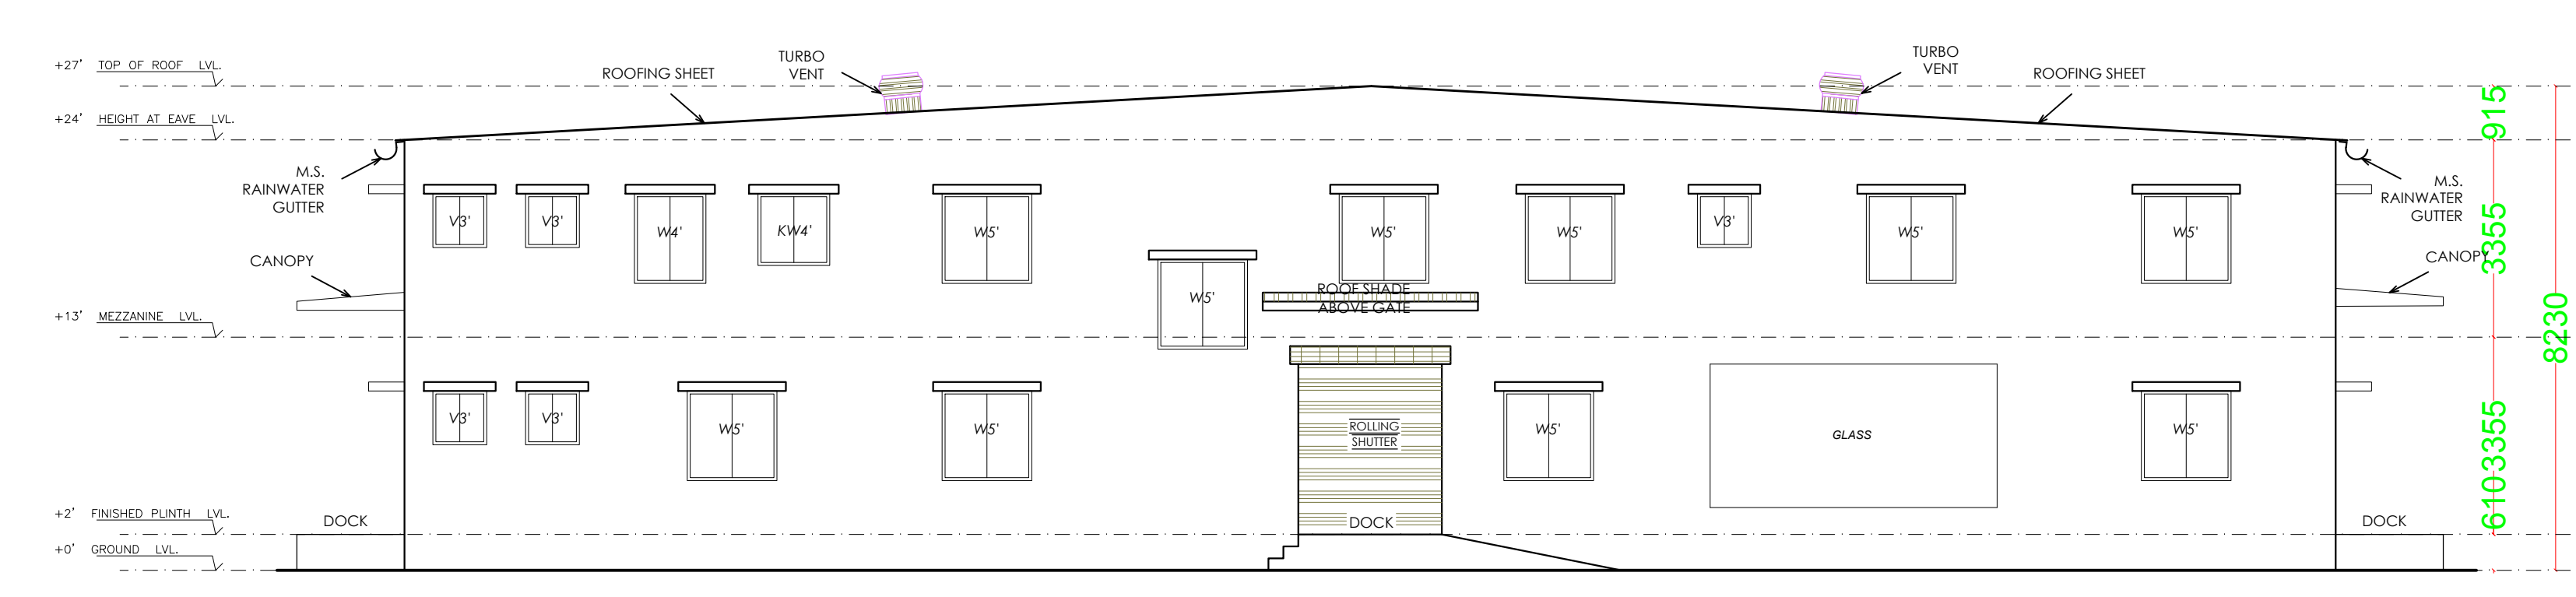 +27' TOP OF ROOF LVL.
ROOFING SHEET
TURBO
VENT
TURBO
VENT
ROOFING SHEET
+24' HEIGHT AT EAVE LVL.
915
M.S.
RAINWATER
GUTTER
M.S.
RAINWATER
GUTTER
V3'
V3'
W4'
KW4'
W5'
W5'
W5'
V3'
W5'
W5'
3355
CANOPY
CANOPY
W5'
ROOF SHADE
ABOVE GATE
+13' MEZZANINE LVL.
8230
V3'
V3'
W5'
W5'
ROLLING
SHUTTER
W5'
GLASS
W5'
3355
+2' FINISHED PLINTH LVL.
DOCK
DOCK
DOCK
610
+0' GROUND LVL.